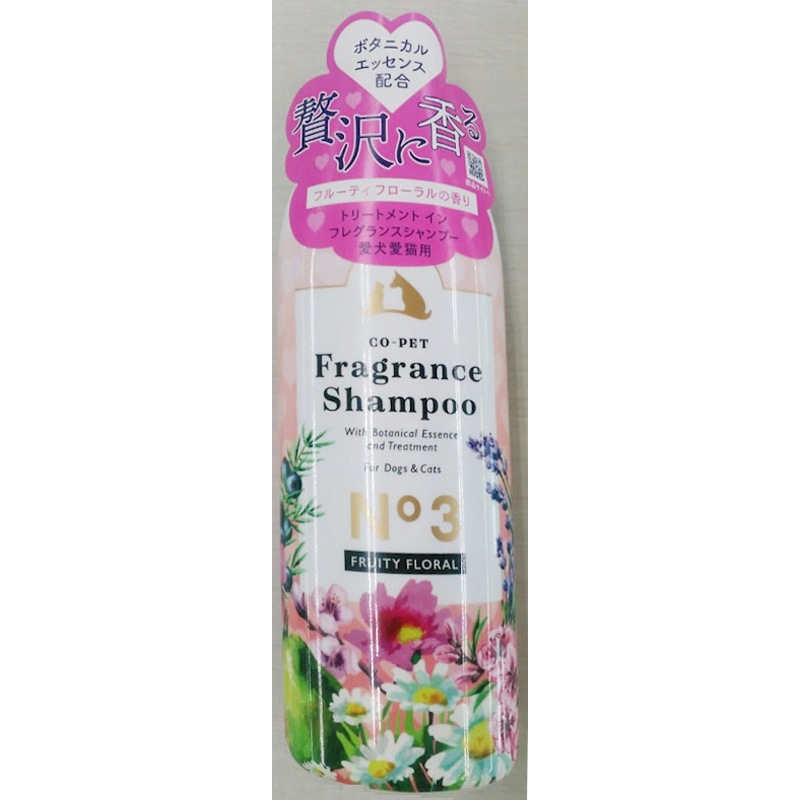 ボタニカル
エッセンス
配合
贅沢に香る
フルーティフローラルの香り
トリートメント イン
フレグランスシャンプー
愛犬愛猫用
CO-PET
Fragrance
Shampoo
With Botanical Essence
and Treatment
For Dogs & Cats
Nº3
FRUITY FLORAL